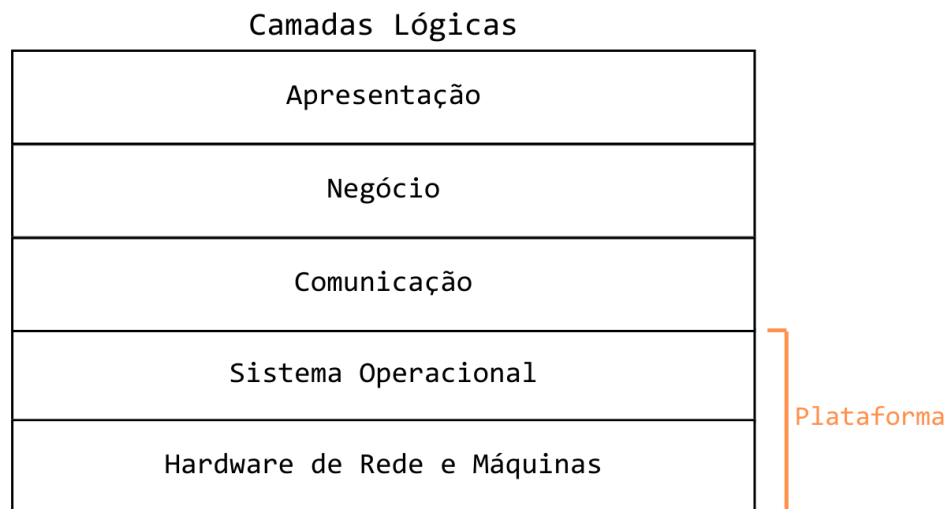 Camadas Lógicas
Apresentação
Negócio
Comunicação
Sistema Operacional
Plataforma
Hardware de Rede e Máquinas